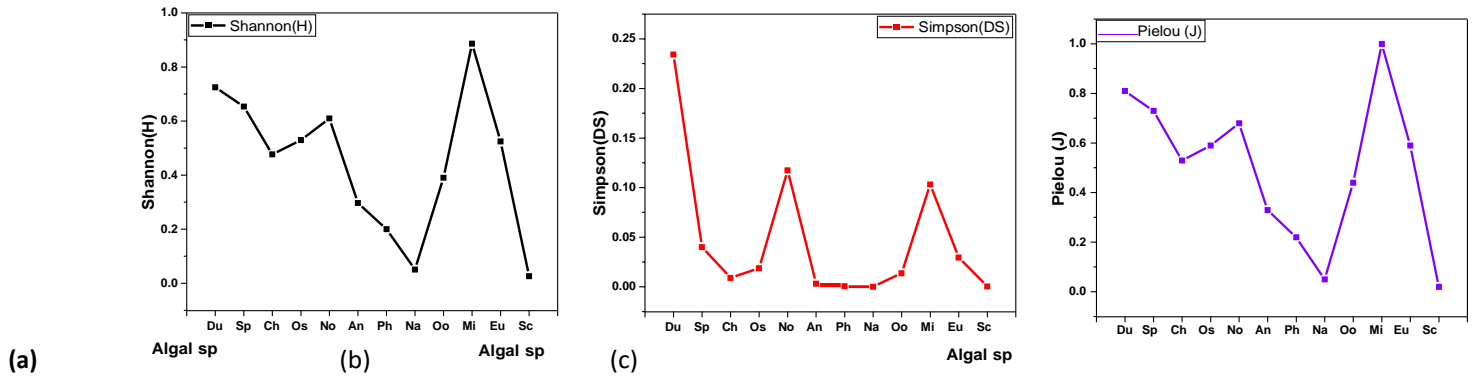 Shannon(H)
Shannon(H)
1.0
0.8
0.6
0.4
0.2
0.0
Du Sp Ch Os No An Ph Na Oo Mi Eu Sc
Algal sp
Algal sp
(a)
Simpson(DS)
Simpson(DS)
0.25
0.20
0.15
0.10
0.05
0.00
Du Sp Ch Os No An Ph Na Oo Mi Eu Sc
Algal sp
(b)
Pielou (J)
Pielou (J)
1.0
0.8
0.6
0.4
0.2
0.0
Du Sp Ch Os No An Ph Na Oo Mi Eu Sc
(c)